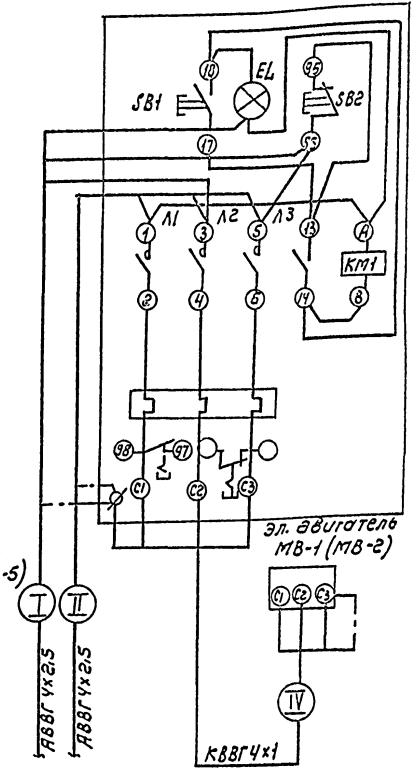 10
EL
95
SB1
SB2
17
95
Л1
Л2
Л3
1
3
5
13
А
КМ1
2
4
6
14
В
98
97
С1
С2
С3
Эл. двигатель
МВ-1 (МВ-2)
-5)
С1
С2
С3
I
II
IV
АВВГ 4х2,5
АВВГ 4х2,5
КВВГ 4х1